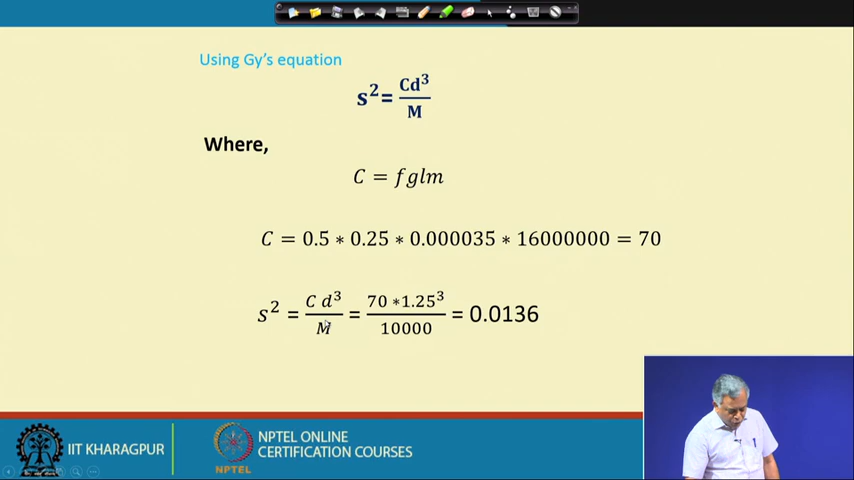 Using Gy's equation
s²= Cd³/M
Where,
C = fglm
C = 0.5 ∗ 0.25 ∗ 0.000035 ∗ 16000000 = 70
s² = C d³/M = 70 ∗1.25³/10000 = 0.0136
IIT KHARAGPUR
NPTEL
NPTEL ONLINE
CERTIFICATION COURSES